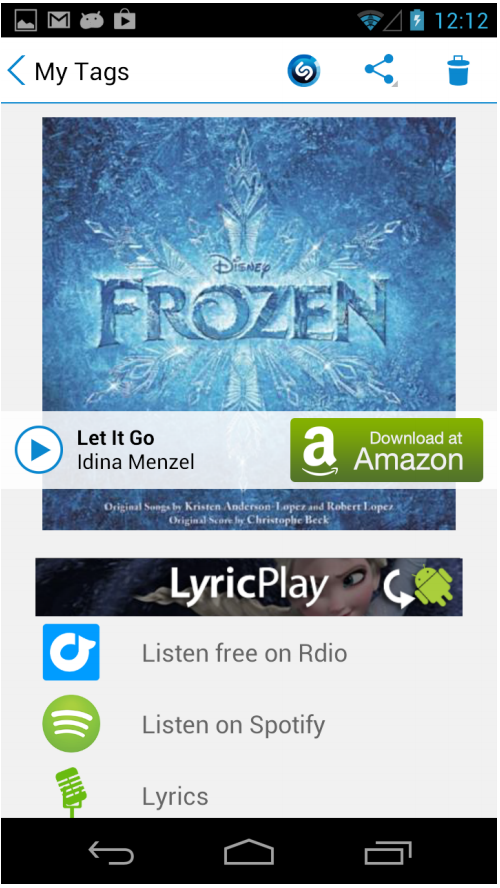 12:12
My Tags
Disney
FROZEN
Let It Go
Idina Menzel
Download at
Amazon
Original Songs by Kristen Anderson-Lopez and Robert Lopez
Original Score by Christophe Beck
LyricPlay
Listen free on Rdio
Listen on Spotify
Lyrics